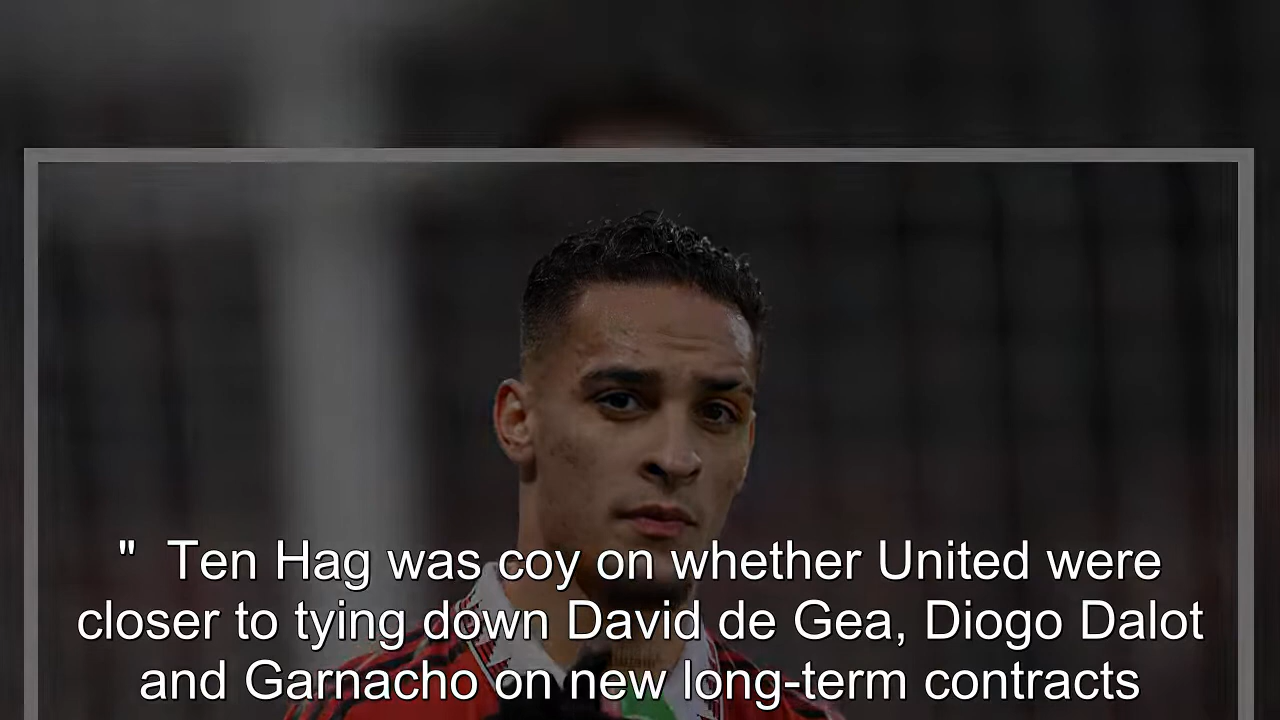 "  Ten Hag was coy on whether United were
closer to tying down David de Gea, Diogo Dalot
and Garnacho on new long-term contracts